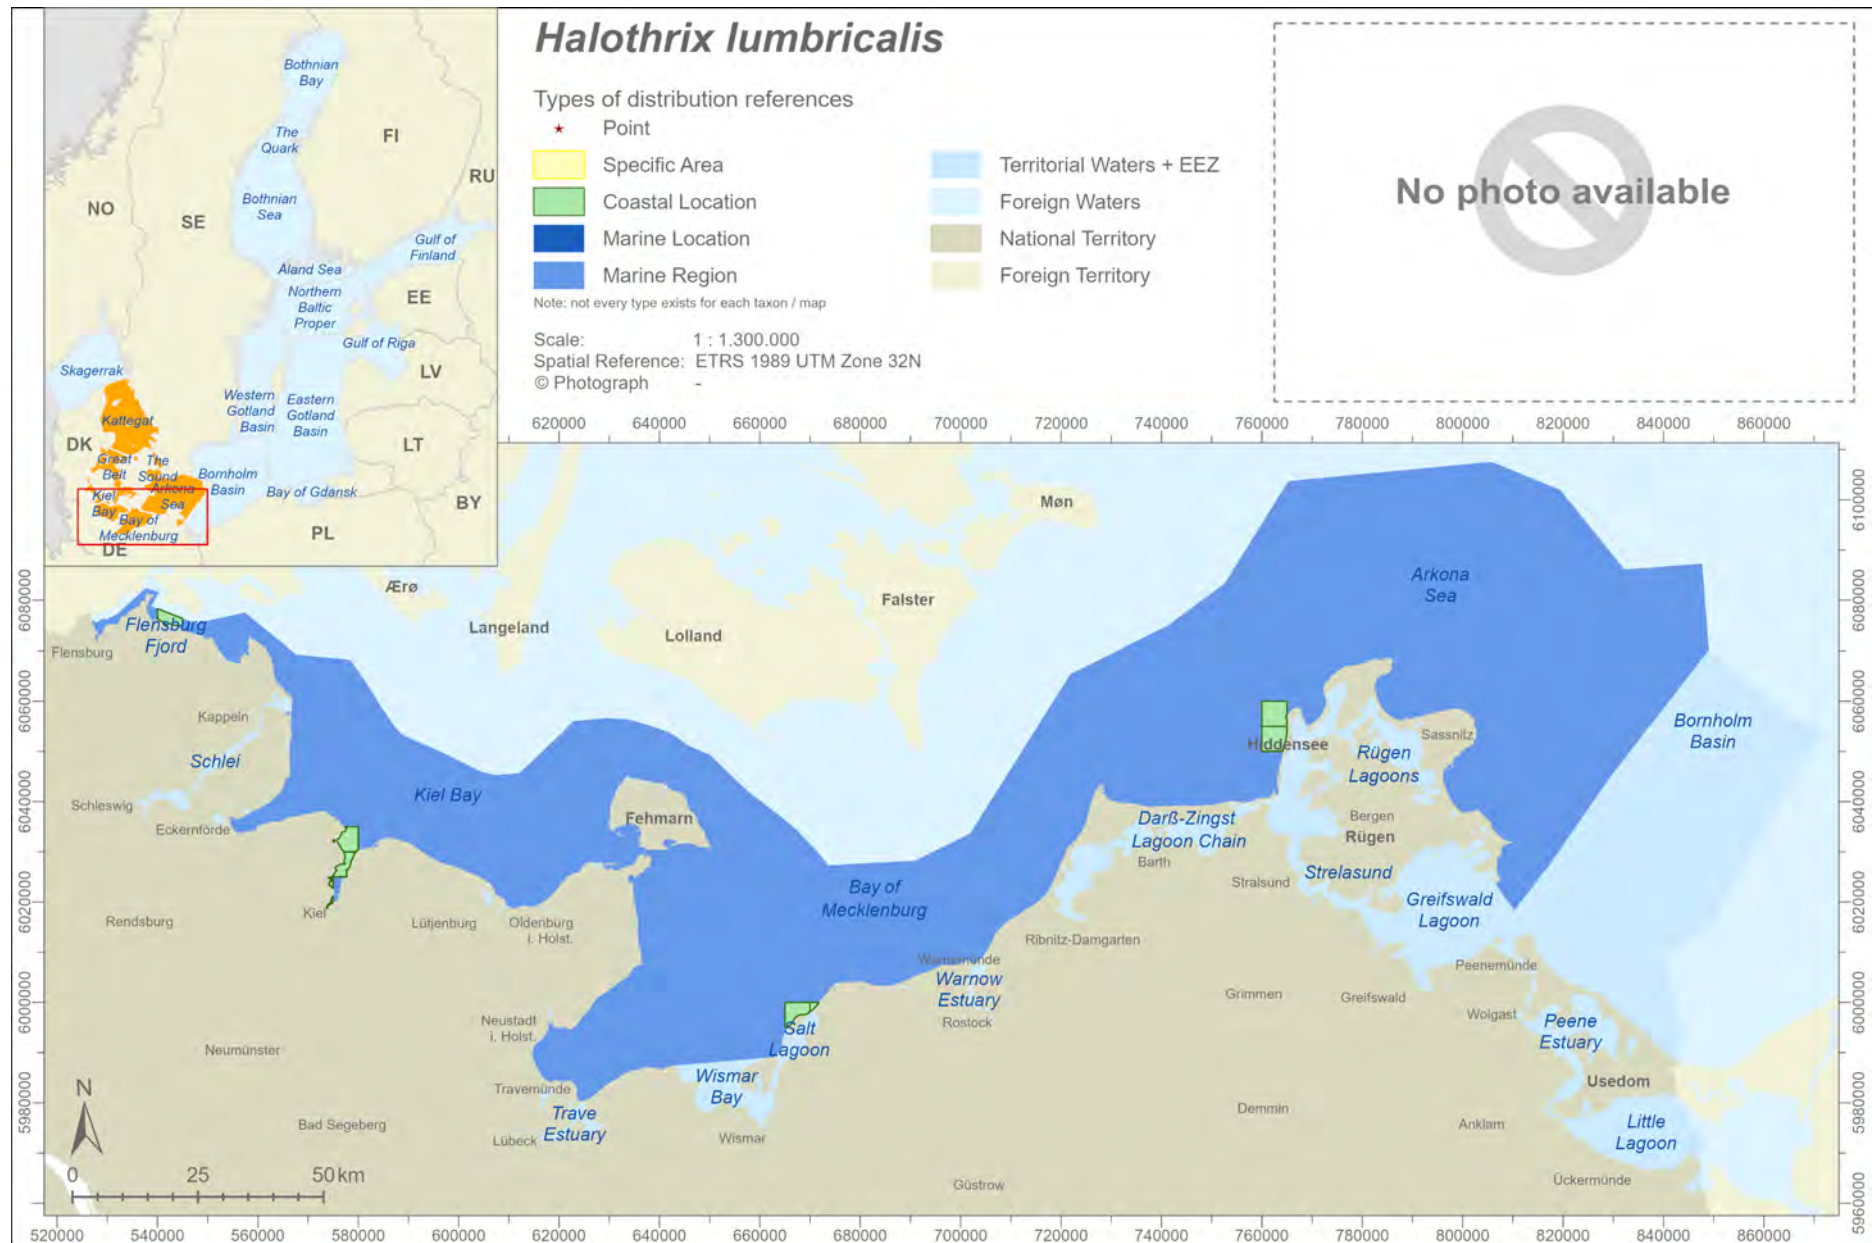 Halothrix lumbricalis
Types of distribution references
Point
Specific Area
Coastal Location
Marine Location
Marine Region
Territorial Waters + EEZ
Foreign Waters
National Territory
Foreign Territory
Note: not every type exists for each taxon / map
Scale: 1 : 1.300.000
Spatial Reference: ETRS 1989 UTM Zone 32N
© Photograph -
No photo available
Bothnian
Bay
The
Quark
FI
RU
Bothnian
Sea
NO
SE
Gulf of
Finland
Åland Sea
Northern
Baltic
Proper
EE
Gulf of Riga
Skagerrak
LV
Western
Gotland
Basin
Eastern
Gotland
Basin
Kattegat
DK
LT
Great
Belt
The
Sound
Bornholm
Basin
Arkona
Sea
Bay of Gdansk
Kiel
Bay
Bay of
Mecklenburg
BY
PL
DE
620000 640000 660000 680000 700000 720000 740000 760000 780000 800000 820000 840000 860000
Møn
Ærø
Langeland
Lolland
Falster
Arkona
Sea
Flensburg
Fjord
Flensburg
Kappeln
Schlei
Schleswig
Eckernförde
Kiel Bay
Fehmarn
Hiddensee
Sassnitz
Rügen
Lagoons
Bornholm
Basin
Darß-Zingst
Lagoon Chain
Barth
Bergen
Rügen
Stralsund
Strelasund
Greifswald
Lagoon
Bay of
Mecklenburg
Rendsburg
Kiel
Lütjenburg
Oldenburg
i. Holst.
Ribnitz-Damgarten
Warnemünde
Warnow
Estuary
Rostock
Peenemünde
Grimmen
Greifswald
Wolgast
Peene
Estuary
Neustadt
i. Holst.
Salt
Lagoon
Neumünster
Wismar
Bay
Usedom
Travemünde
Trave
Estuary
Bad Segeberg
Lübeck
Wismar
Demmin
Anklam
Little
Lagoon
Güstrow
Ückermünde
N
0 25 50 km
6080000
6060000
6040000
6020000
6000000
5980000
6100000
6080000
6060000
6040000
6020000
6000000
5980000
5960000
520000 540000 560000 580000 600000 620000 640000 660000 680000 700000 720000 740000 760000 780000 800000 820000 840000 860000